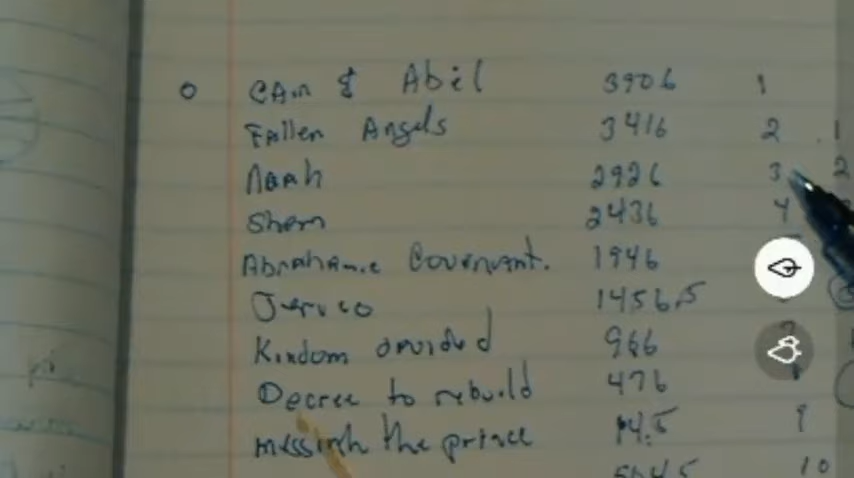 0 CAin & Abel 3906 1
Fallen Angels 3416 2 1
Noah 2926 3 2
Shem 2436 4
Abrahamic Covenant. 1946
Jerico 1456.5
Kindom divided 966
Decree to rebuild 476
messiah the prince 14.5 9
10